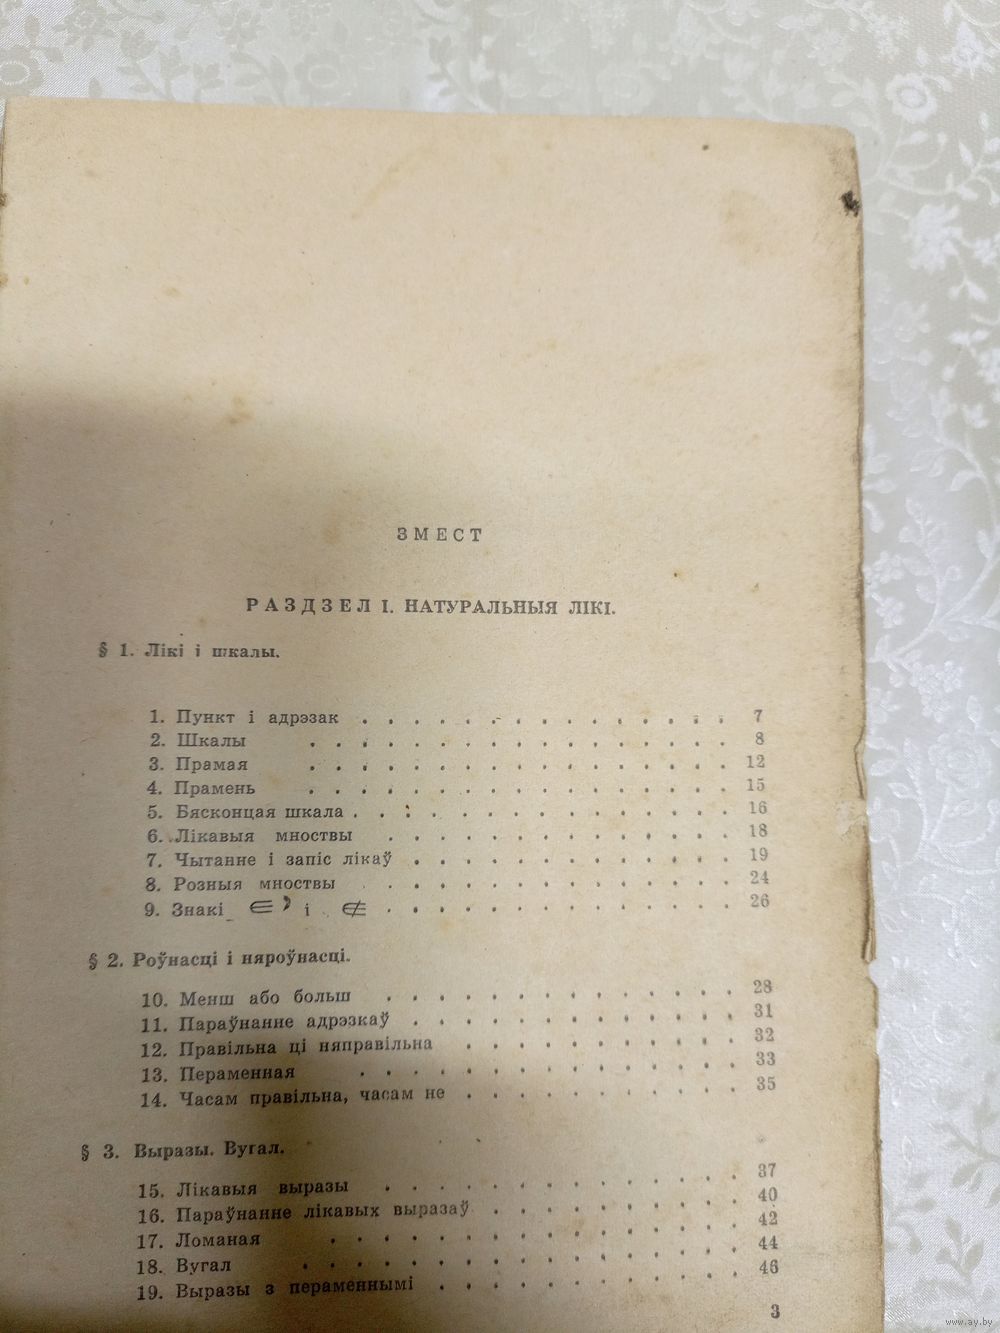 ЗМЕСТ
РАЗДЗЕЛ I. НАТУРАЛЬНЫЯ ЛІКІ.
§ 1. Лікі і шкалы.
1. Пункт і адрэзак . . . . . . . . . . . . . . . 7
2. Шкалы . . . . . . . . . . . . . . . . . 8
3. Прамая . . . . . . . . . . . . . . . . . 12
4. Прамень . . . . . . . . . . . . . . . . . 15
5. Бясконцая шкала . . . . . . . . . . . . . . . 16
6. Лікавыя мноствы . . . . . . . . . . . . . . 18
7. Чытанне і запіс лікаў . . . . . . . . . . . . . 19
8. Розныя мноствы . . . . . . . . . . . . . . 24
9. Знакі ∈ , і ∉ . . . . . . . . . . . . . . 26
§ 2. Роўнасці і няроўнасці.
10. Менш або больш . . . . . . . . . . . . . . 28
11. Параўнанне адрэзкаў . . . . . . . . . . . . . 31
12. Правільна ці няправільна . . . . . . . . . . . 32
13. Пераменная . . . . . . . . . . . . . . . 33
14. Часам правільна, часам не . . . . . . . . . . . 35
§ 3. Выразы. Вугал.
15. Лікавыя выразы . . . . . . . . . . . . . . 37
16. Параўнанне лікавых выразаў . . . . . . . . . . 40
17. Ломаная . . . . . . . . . . . . . . . . 42
18. Вугал . . . . . . . . . . . . . . . . . 44
19. Выразы з пераменнымі . . . . . . . . . . . . 46
3
www.ay.by